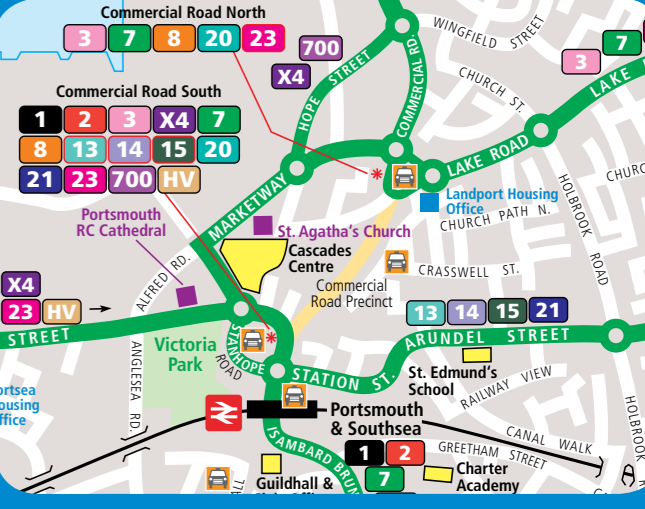 Commercial Road North
3 7 8 20 23
700
X4
WINGFIELD STREET
7
3
HOPE STREET
COMMERCIAL RD.
CHURCH ST.
LAKE
Commercial Road South
1 2 3 X4 7
8 13 14 15 20
21 23 700 HV
LAKE ROAD
MARKETWAY
Landport Housing
Office
CHURCH PATH N.
HOLBROOK ROAD
Portsmouth
RC Cathedral
St. Agatha's Church
Cascades
Centre
CRASSWELL ST.
Commercial
Road Precinct
ALFRED RD.
X4
23 HV
STREET
13 14 15 21
ARUNDEL STREET
Victoria
Park
STANHOPE
ROAD
ANGLESEA RD.
STATION ST.
St. Edmund's
School
RAILWAY VIEW
HOLBROOK
Portsmouth
& Southsea
CANAL WALK
ISAMBARD
1 2
7
GREETHAM STREET
Guildhall &
Charter
Academy